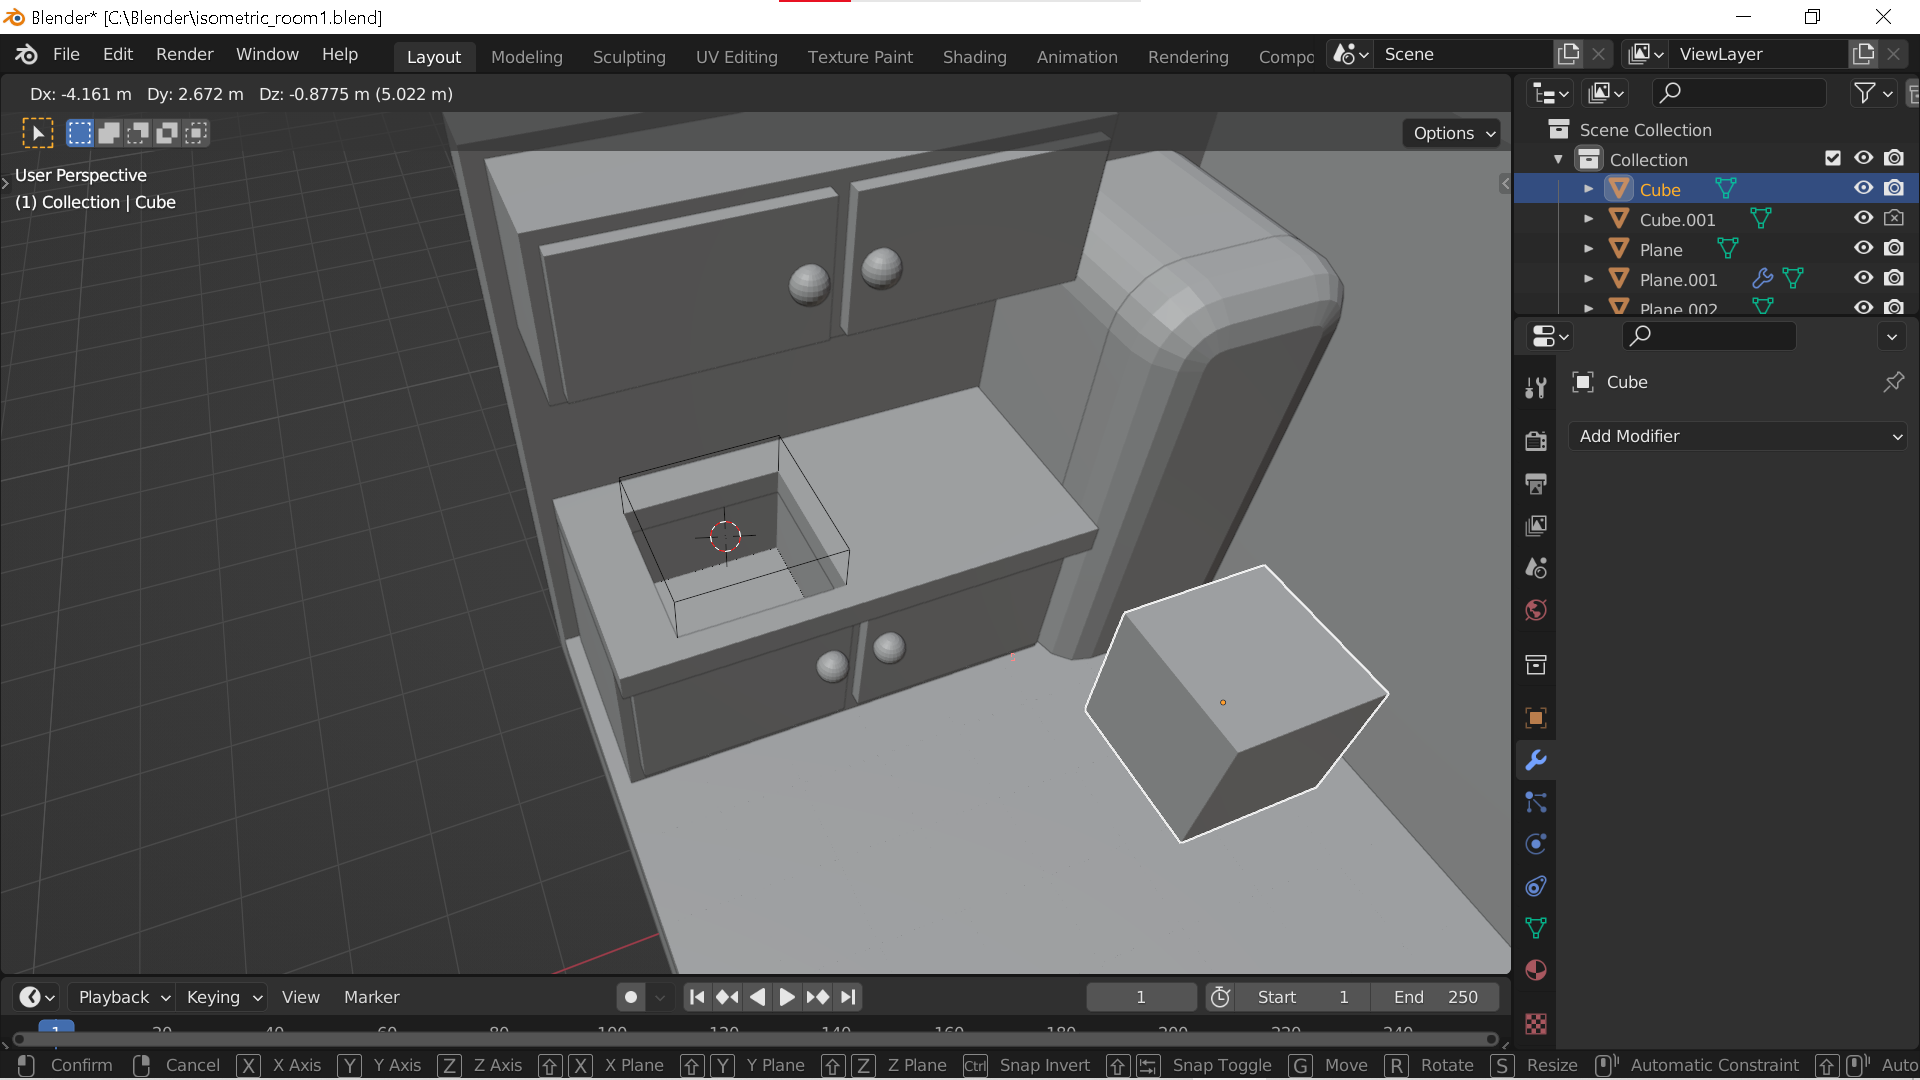 Blender* [C:\Blender\isometric_room1.blend]
File Edit Render Window Help Layout Modeling Sculpting UV Editing Texture Paint Shading Animation Rendering Compo Scene ViewLayer
Dx: -4.161 m Dy: 2.672 m Dz: -0.8775 m (5.022 m)
Options
User Perspective
(1) Collection | Cube
Scene Collection
Collection
Cube
Cube.001
Plane
Plane.001
Plane.002
Cube
Add Modifier
Playback Keying View Marker 1 Start 1 End 250
1 20 40 60 80 100 120 140 160 180 200 220 240
Confirm Cancel X X Axis Y Y Axis Z Z Axis X X Plane Y Y Plane Z Z Plane Ctrl Snap Invert Snap Toggle G Move R Rotate S Resize Automatic Constraint Auto